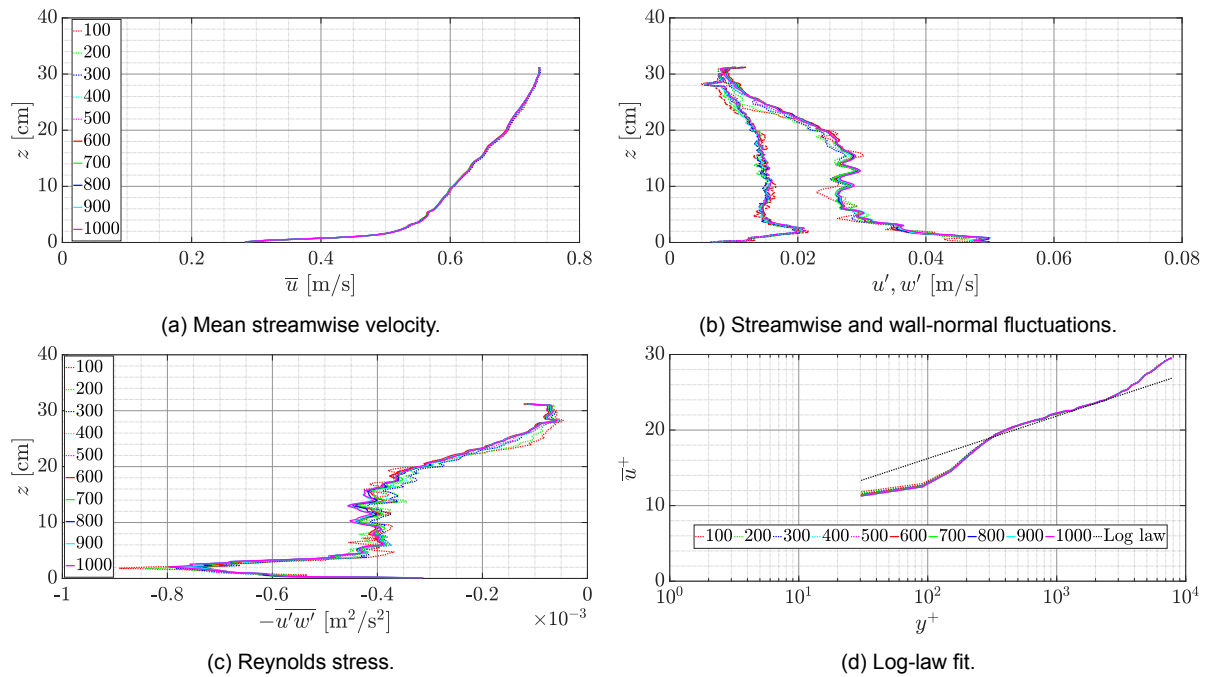 40
30
20
10
0
z [cm]
100
200
300
400
500
600
700
800
900
1000
0 0.2 0.4 0.6 0.8
u̅ [m/s]
(a) Mean streamwise velocity.
40
30
20
10
0
z [cm]
0 0.02 0.04 0.06 0.08
u′, w′ [m/s]
(b) Streamwise and wall-normal fluctuations.
40
30
20
10
0
z [cm]
100
200
300
400
500
600
700
800
900
1000
-1 -0.8 -0.6 -0.4 -0.2 0
×10⁻³
−u′w′ [m²/s²]
(c) Reynolds stress.
30
20
10
0
u̅⁺
100 200 300 400 500 600 700 800 900 1000 Log law
10⁰ 10¹ 10² 10³ 10⁴
y⁺
(d) Log-law fit.